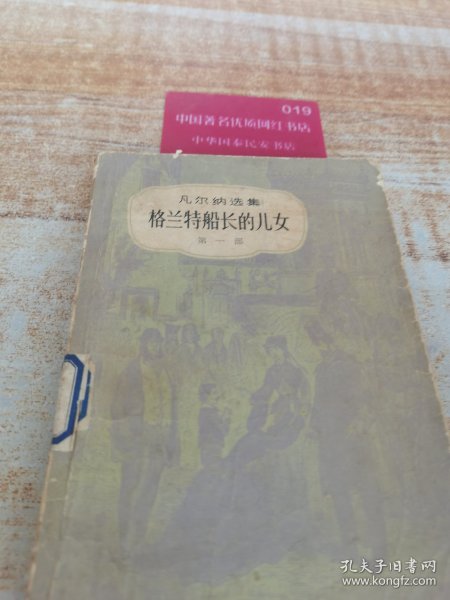 019
中国著名优质网红书店
中华国泰民安书店
凡尔纳选集
格兰特船长的儿女
第一部
孔夫子旧书网
www.kongfz.com